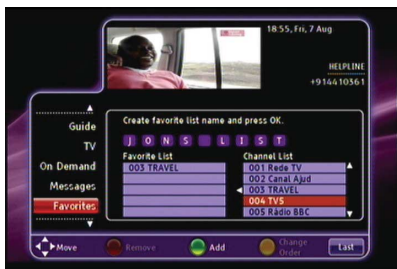 18:55, Fri, 7 Aug
HELPLINE
+914410361
Guide
TV
On Demand
Messages
Favorites
Create favorite list name and press OK.
J O N S L I S T
Favorite List
003 TRAVEL
Channel List
001 Rede TV
002 Canal Ajud
003 TRAVEL
004 TVS
005 Rádio BBC
Move
Remove
Add
Change
Order
Last